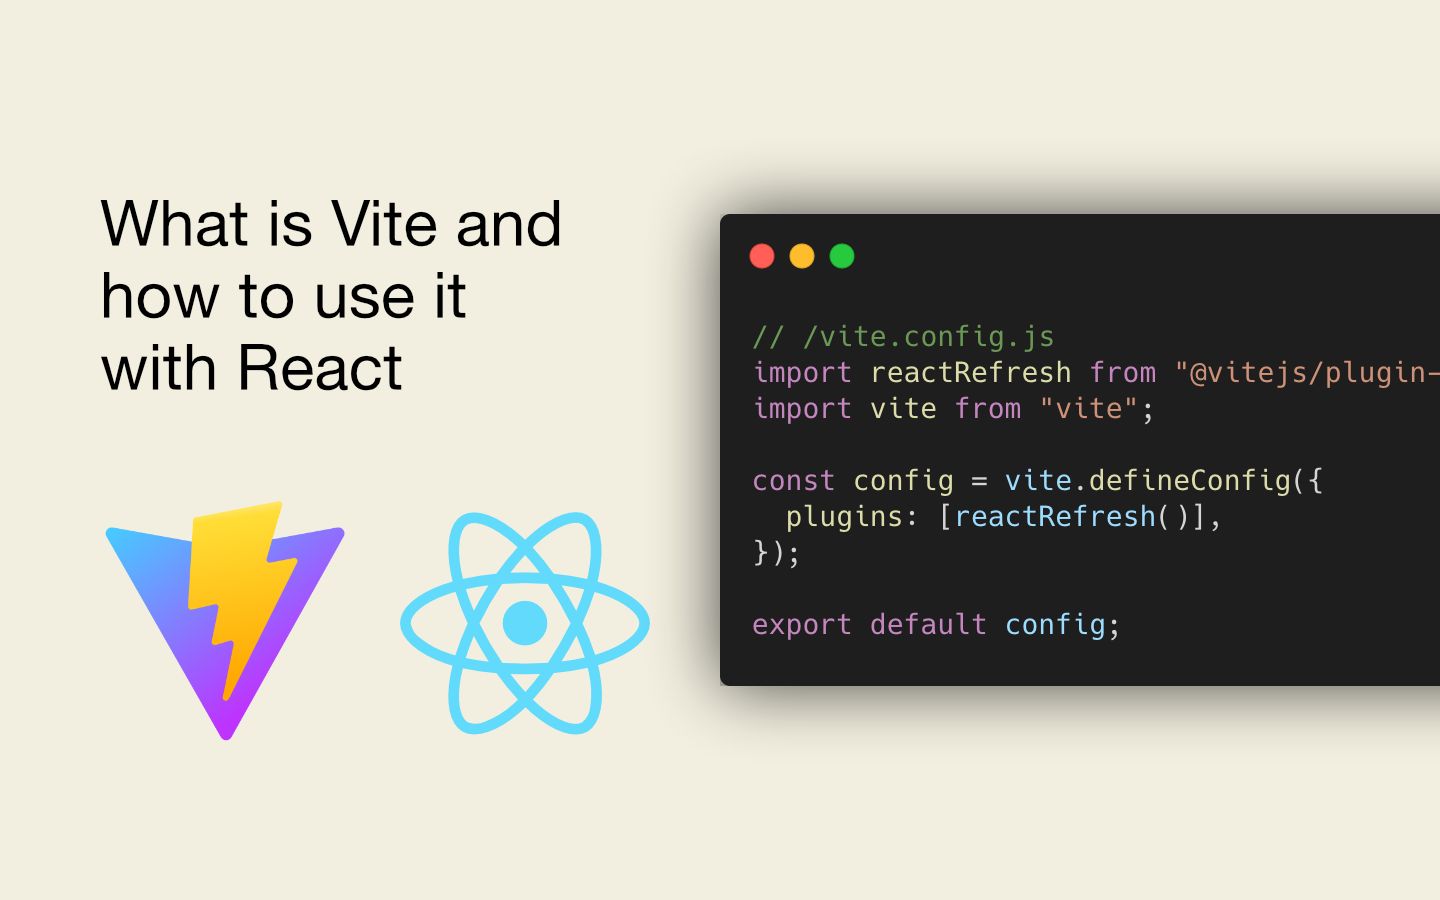 What is Vite and
how to use it
with React
// /vite.config.js
import reactRefresh from "@vitejs/plugin-
import vite from "vite";
const config = vite.defineConfig({
  plugins: [reactRefresh()],
});
export default config;